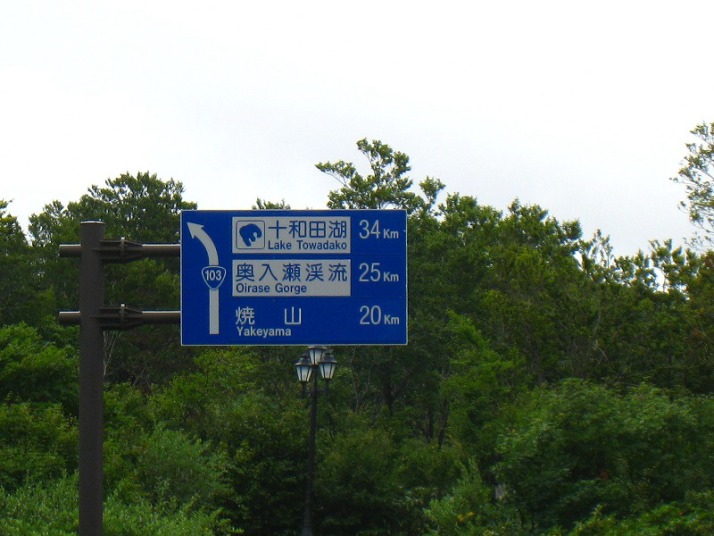 十和田湖 34Km
Lake Towadako
奥入瀬渓流 25Km
Oirase Gorge
103
焼山 20Km
Yakeyama